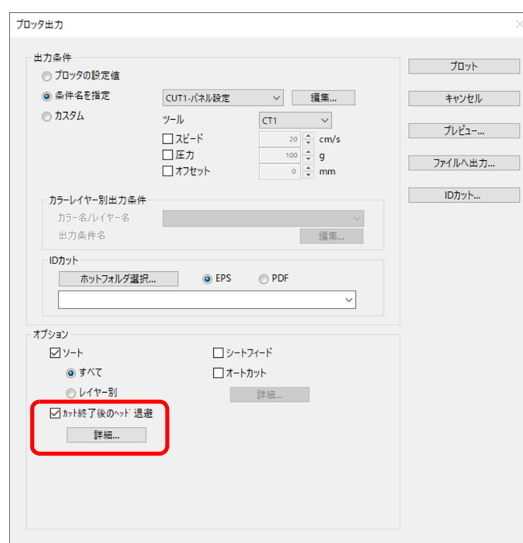 プロッタ出力
出力条件
プロッタの設定値
条件名を指定
CUT1-パネル設定
編集...
カスタム
ツール
CT1
スピード
20
cm/s
圧力
100
g
オフセット
0
mm
カラーレイヤー別出力条件
カラー名/レイヤー名
出力条件名
編集...
IDカット
ホットフォルダ選択...
EPS
PDF
オプション
ソート
すべて
レイヤー別
カット終了後のヘッド退避
詳細...
シートフィード
オートカット
詳細...
プロット
キャンセル
プレビュー...
ファイルへ出力...
IDカット...